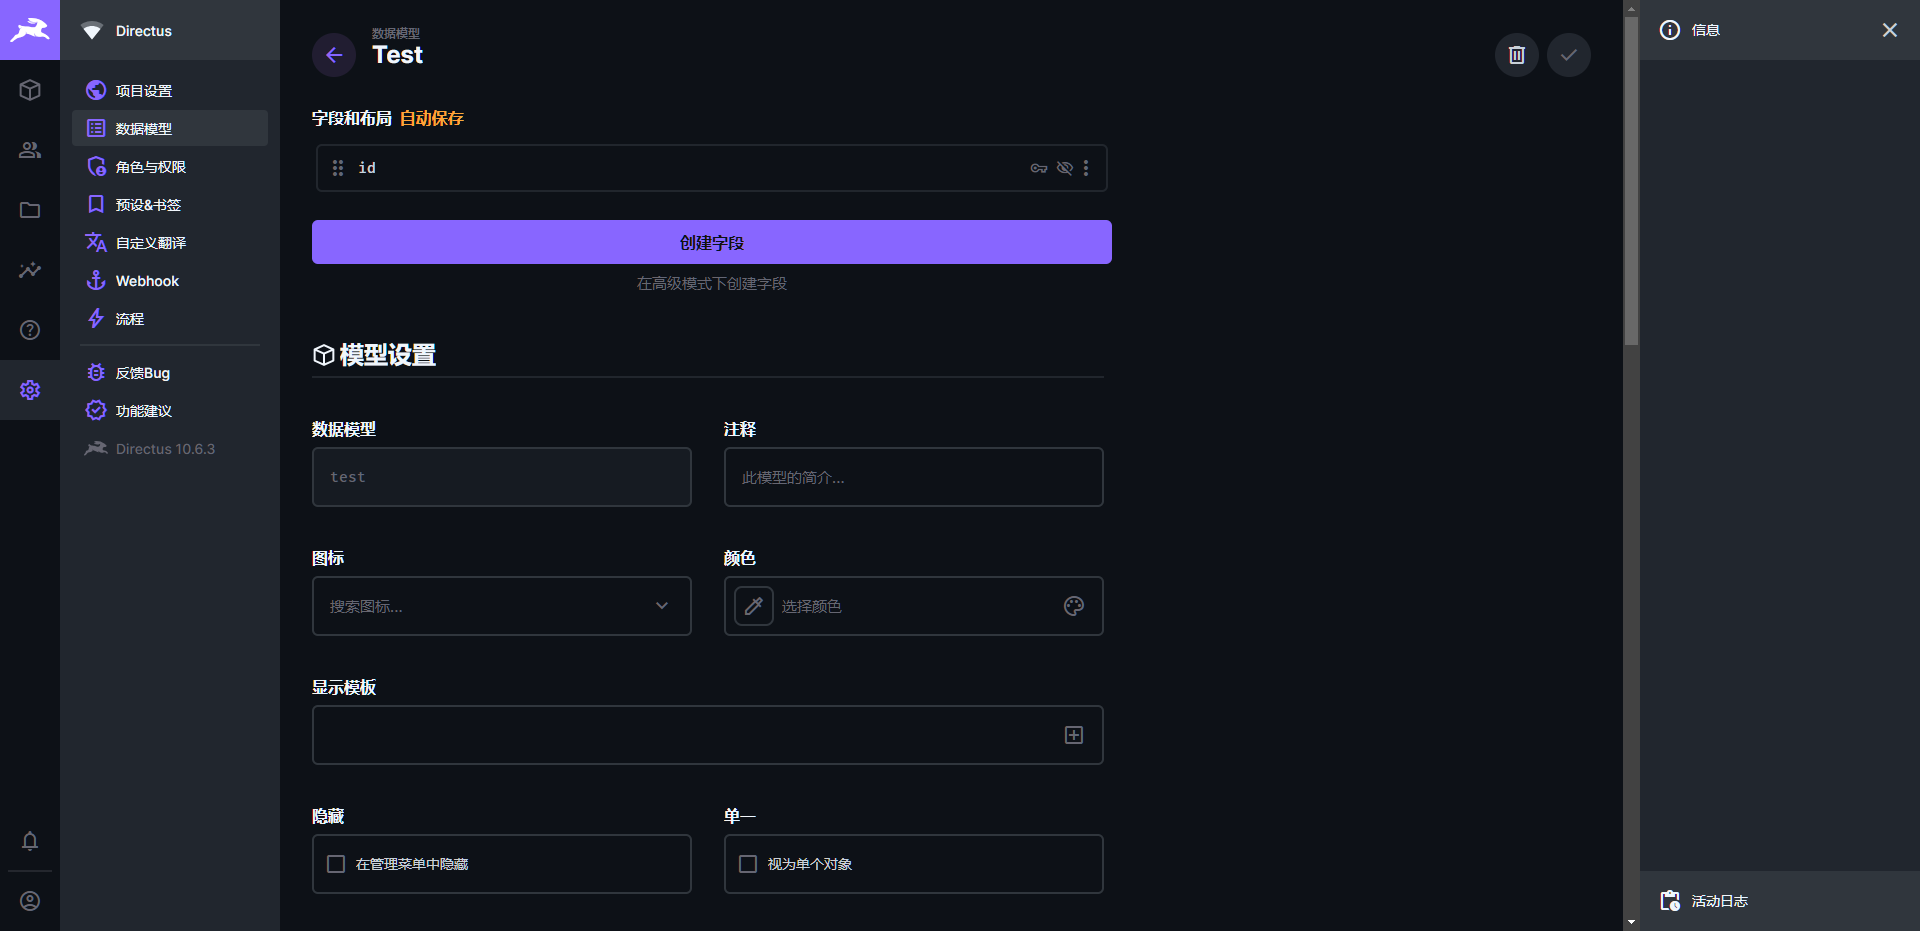 Directus
项目设置
数据模型
角色与权限
预设&书签
自定义翻译
Webhook
流程
反馈Bug
功能建议
Directus 10.6.3
数据模型
Test
字段和布局 自动保存
id
创建字段
在高级模式下创建字段
模型设置
数据模型
注释
test
此模型的简介...
图标
颜色
搜索图标...
选择颜色
显示模板
隐藏
单一
在管理菜单中隐藏
视为单个对象
信息
活动日志